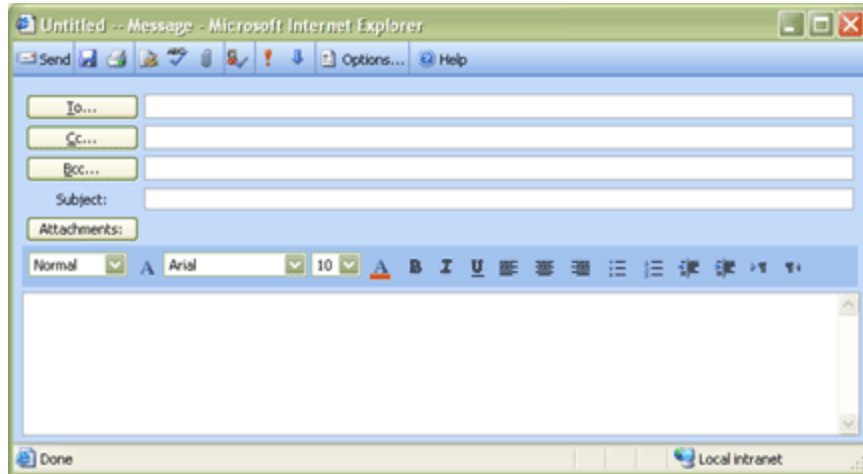 Untitled -- Message - Microsoft Internet Explorer
Send Options... Help
To...
Cc...
Bcc...
Subject:
Attachments:
Normal A Arial 10 A B I U
Done Local intranet